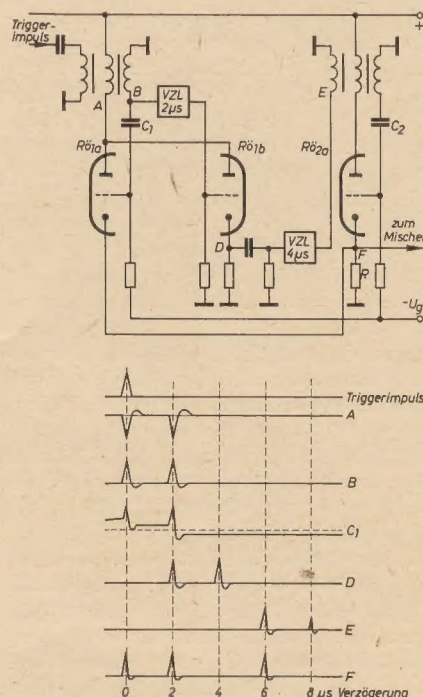 Trigger-
impuls
+
A
B
E
VZL
2µs
C1
C2
Rö1a
Rö1b
Rö2a
D
VZL
4µs
zum
Mischer
F
R
-Ug
Triggerimpuls
A
B
C1
D
E
F
0 2 4 6 8 µs Verzögerung